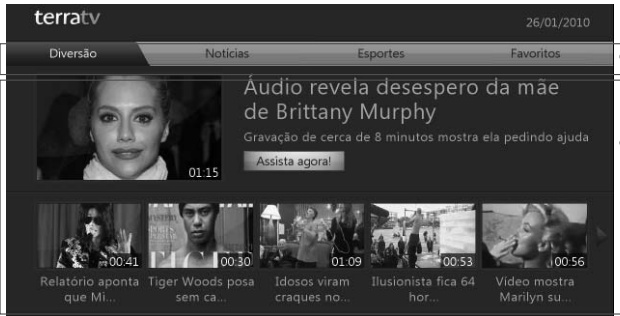 terratv
26/01/2010
Diversão Notícias Esportes Favoritos
Áudio revela desespero da mãe
de Brittany Murphy
Gravação de cerca de 8 minutos mostra ela pedindo ajuda
Assista agora!
01:15
00:41 00:30 01:09 00:53 00:56
Relatório aponta
que Mi...
Tiger Woods posa
sem ca...
Idosos viram
craques no...
Ilusionista fica 64
hor...
Vídeo mostra
Marilyn su...